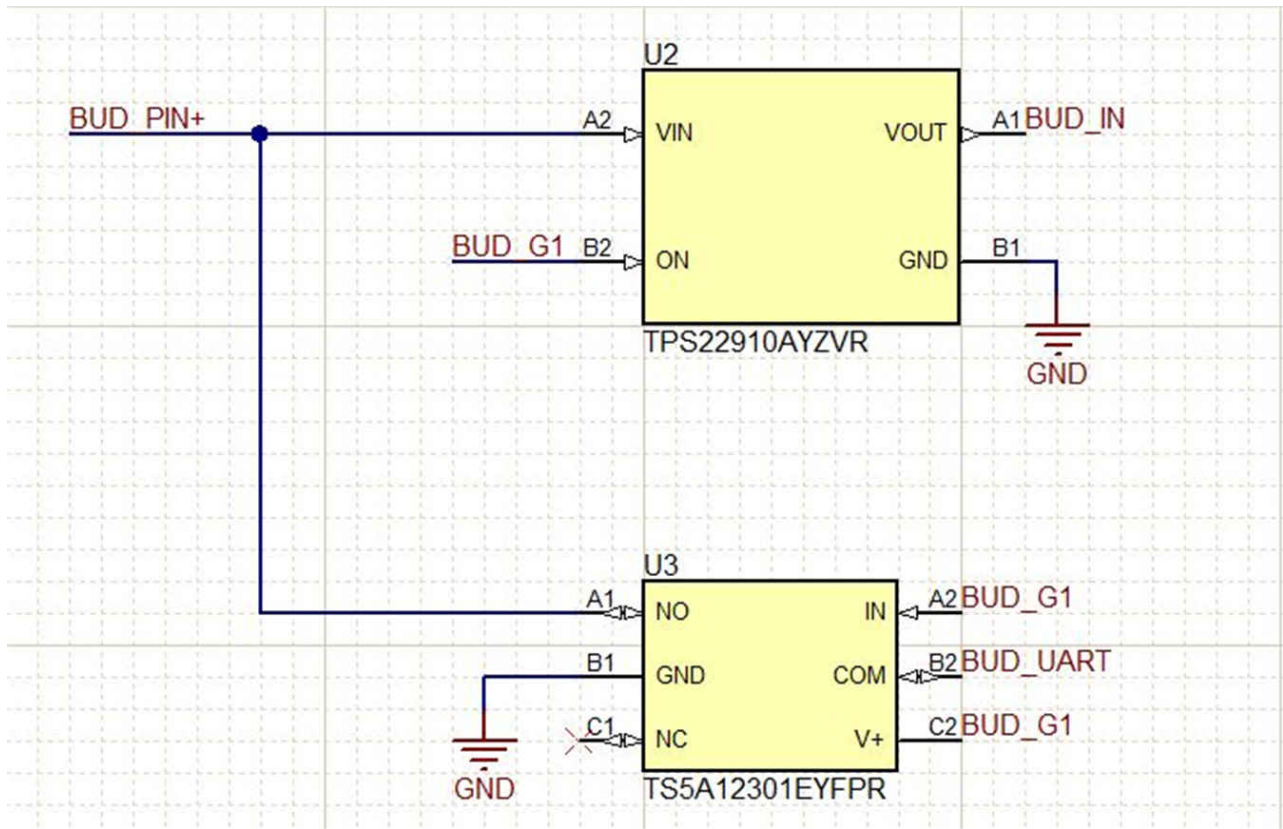 U2
BUD_PIN+
A2
VIN
VOUT
A1
BUD_IN
BUD_G1
B2
ON
GND
B1
TPS22910AYZVR
GND
U3
A1
NO
IN
A2
BUD_G1
B1
GND
COM
B2
BUD_UART
C1
NC
V+
C2
BUD_G1
GND
TS5A12301EYFPR